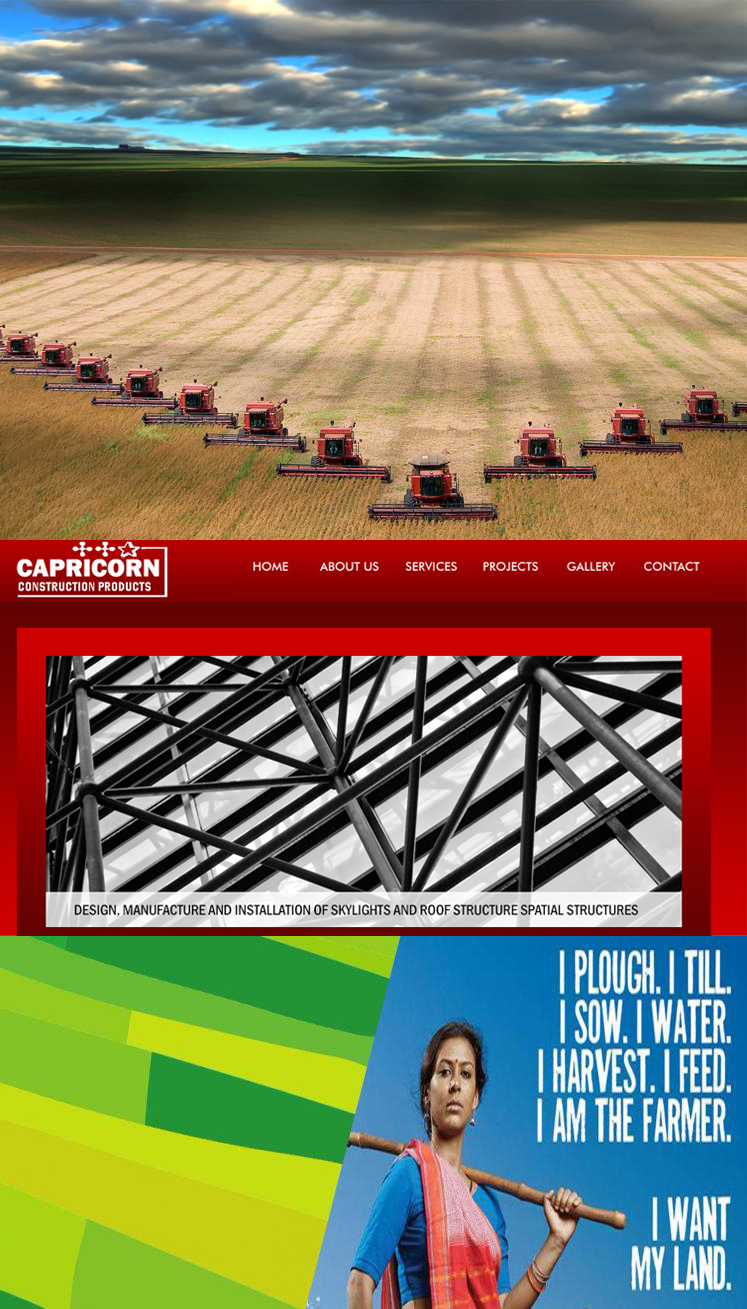 CAPRICORN
CONSTRUCTION PRODUCTS
HOME ABOUT US SERVICES PROJECTS GALLERY CONTACT
DESIGN, MANUFACTURE AND INSTALLATION OF SKYLIGHTS AND ROOF STRUCTURE SPATIAL STRUCTURES
I PLOUGH. I TILL.
I SOW. I WATER.
I HARVEST. I FEED.
I AM THE FARMER.
I WANT
MY LAND.